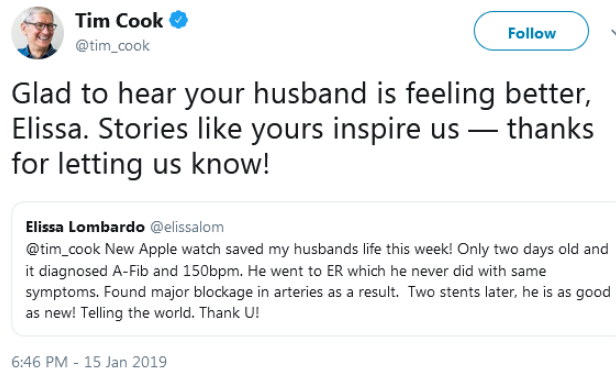 Tim Cook
@tim_cook
Follow
Glad to hear your husband is feeling better,
Elissa. Stories like yours inspire us — thanks
for letting us know!
Elissa Lombardo @elissalom
@tim_cook New Apple watch saved my husbands life this week! Only two days old and
it diagnosed A-Fib and 150bpm. He went to ER which he never did with same
symptoms. Found major blockage in arteries as a result.  Two stents later, he is as good
as new! Telling the world. Thank U!
6:46 PM - 15 Jan 2019